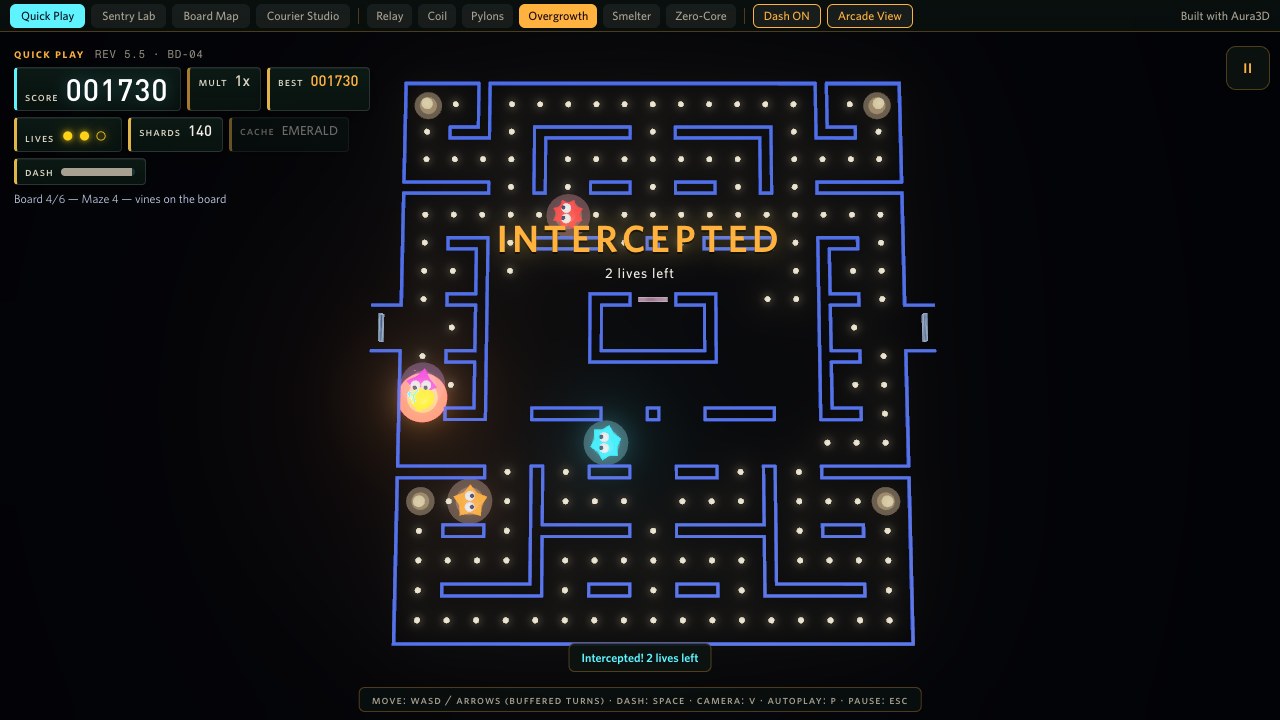 Quick Play Sentry Lab Board Map Courier Studio Relay Coil Pylons Overgrowth Smelter Zero-Core Dash ON Arcade View Built with Aura3D
QUICK PLAY REV 5.5 · BD-04
SCORE 001730 MULT 1x BEST 001730
LIVES SHARDS 140 CACHE EMERALD
DASH
Board 4/6 — Maze 4 — vines on the board
INTERCEPTED
2 lives left
Intercepted! 2 lives left
MOVE: WASD / ARROWS (BUFFERED TURNS) · DASH: SPACE · CAMERA: V · AUTOPLAY: P · PAUSE: ESC